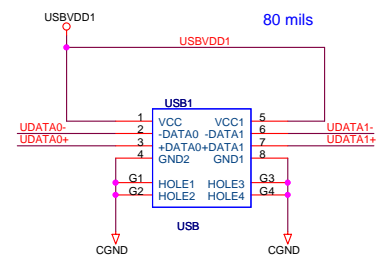 USBVDD1
80 mils
USBVDD1
USB1
1 VCC VCC1 5
UDATA0- 2 -DATA0 -DATA1 6 UDATA1-
UDATA0+ 3 +DATA0 +DATA1 7 UDATA1+
4 GND2 GND1 8
G1 HOLE1 HOLE3 G3
G2 HOLE2 HOLE4 G4
USB
CGND CGND